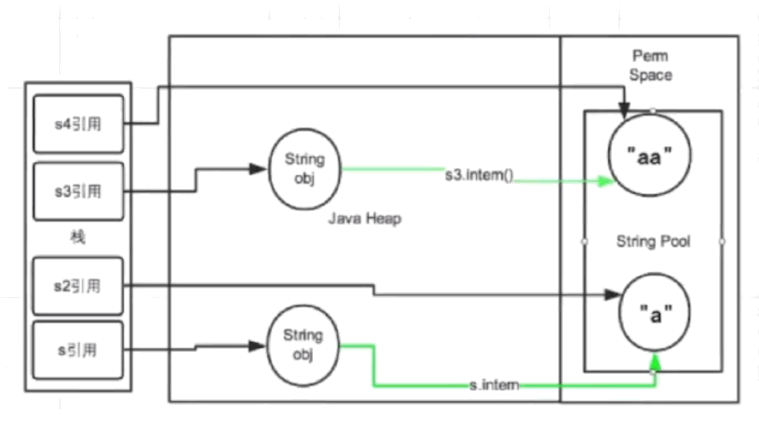 Perm
Space
s4引用
"aa"
s3引用
String
obj
s3.intern()
Java Heap
栈
String Pool
s2引用
"a"
String
obj
s引用
s.intern